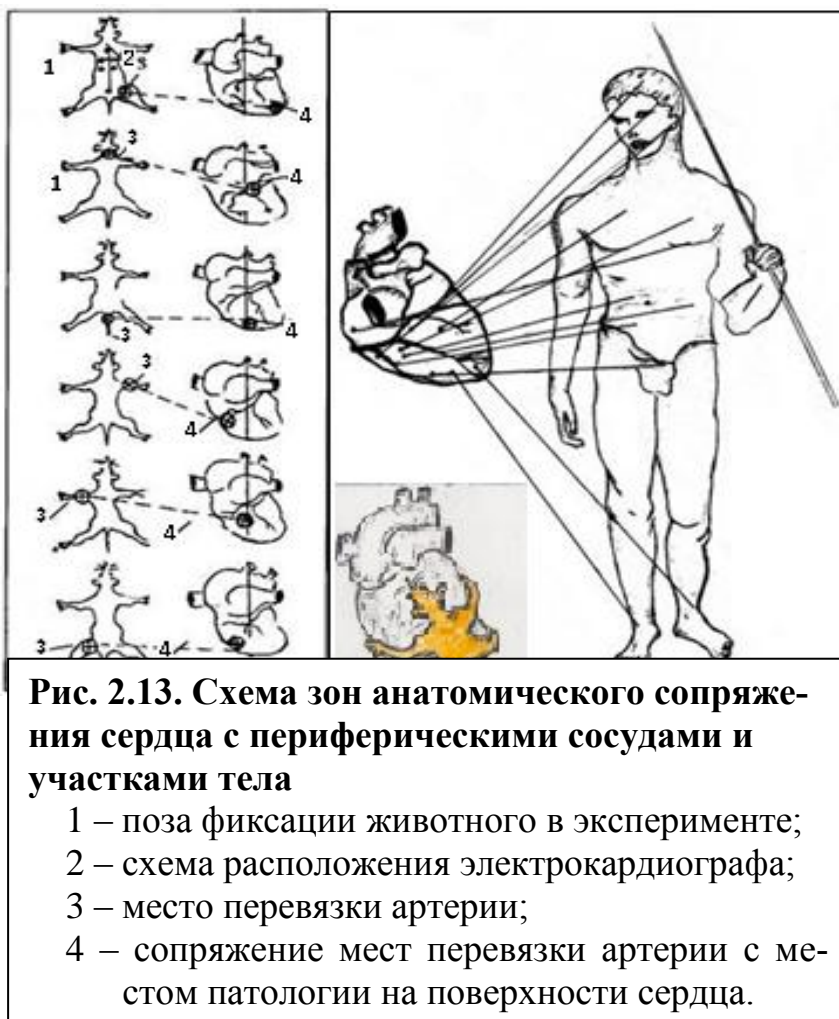 1
2
3
4
3
1
4
3
4
3
4
3
4
3
4
Рис. 2.13. Схема зон анатомического сопряже-
ния сердца с периферическими сосудами и
участками тела
1 – поза фиксации животного в эксперименте;
2 – схема расположения электрокардиографа;
3 – место перевязки артерии;
4 – сопряжение мест перевязки артерии с ме-
стом патологии на поверхности сердца.